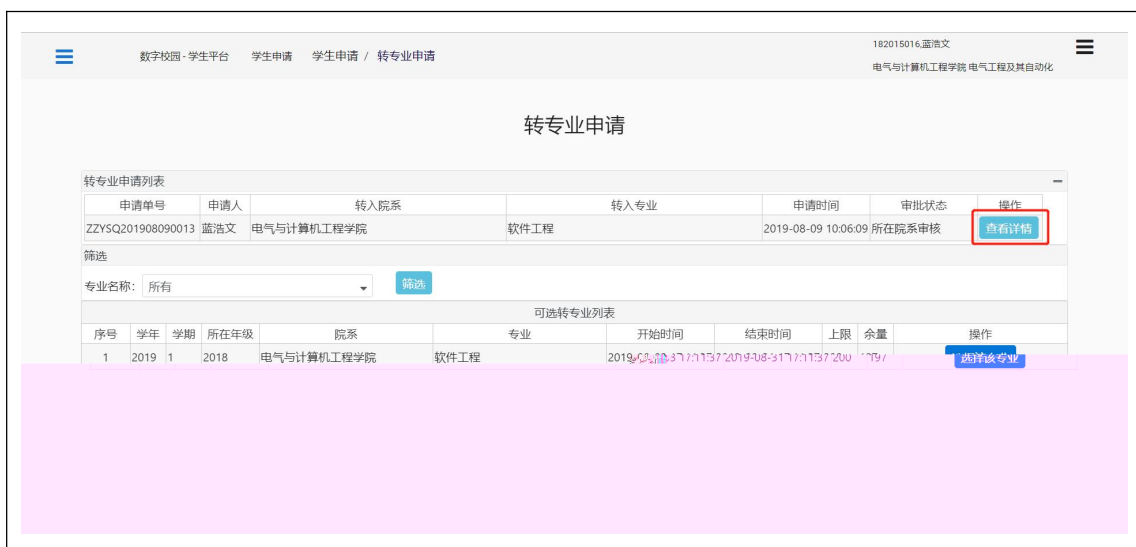 数字校园-学生平台 学生申请 学生申请 / 转专业申请
182015016,蓝浩文
电气与计算机工程学院 电气工程及其自动化
转专业申请
转专业申请列表
申请单号 申请人 转入院系 转入专业 申请时间 审批状态 操作
ZZYSQ201908090013 蓝浩文 电气与计算机工程学院 软件工程 2019-08-09 10:06:09 所在院系审核 查看详情
筛选
专业名称: 所有 筛选
可选转专业列表
序号 学年 学期 所在年级 院系 专业 开始时间 结束时间 上限 余量 操作
1 2019 1 2018 电气与计算机工程学院 软件工程 选择该专业